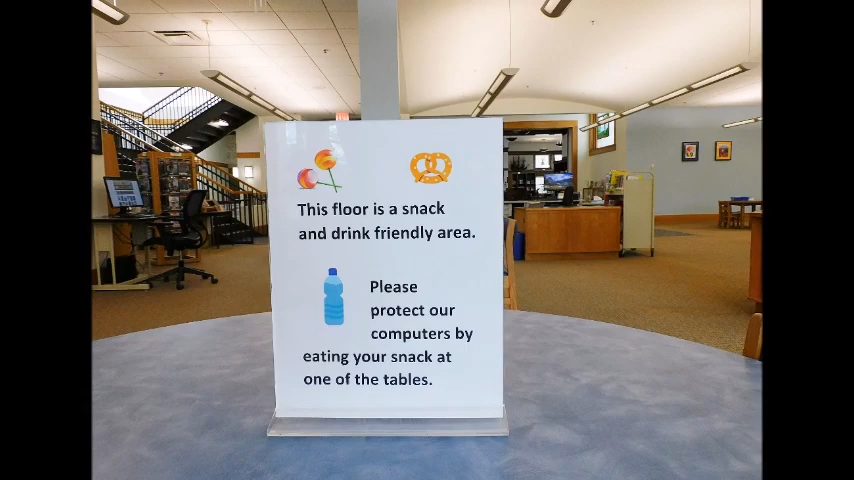 This floor is a snack
and drink friendly area.
Please
protect our
computers by
eating your snack at
one of the tables.